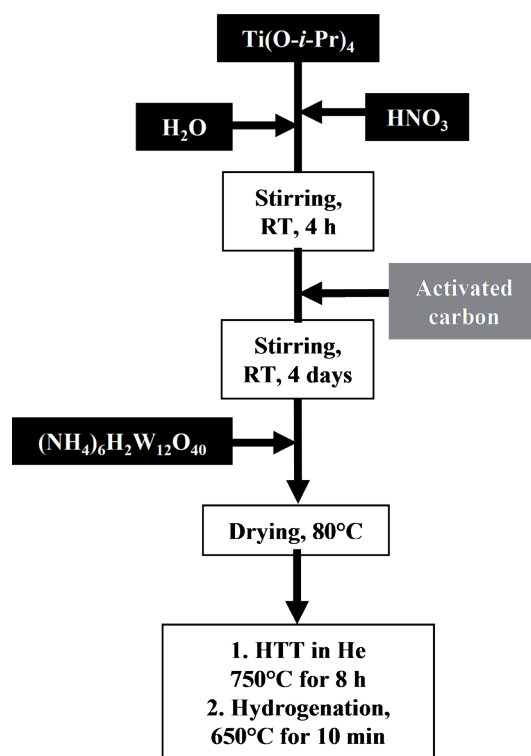 Ti(O-i-Pr)4
H2O
HNO3
Stirring,
RT, 4 h
Activated
carbon
Stirring,
RT, 4 days
(NH4)6H2W12O40
Drying, 80°C
1. HTT in He
750°C for 8 h
2. Hydrogenation,
650°C for 10 min